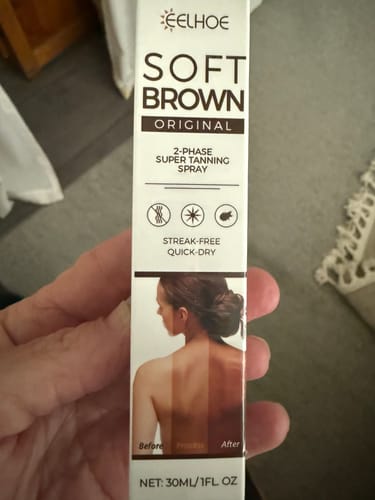 EELHOE
SOFT
BROWN
ORIGINAL
2-PHASE
SUPER TANNING
SPRAY
STREAK-FREE
QUICK-DRY
Before Process After
NET: 30ML/1FL OZ